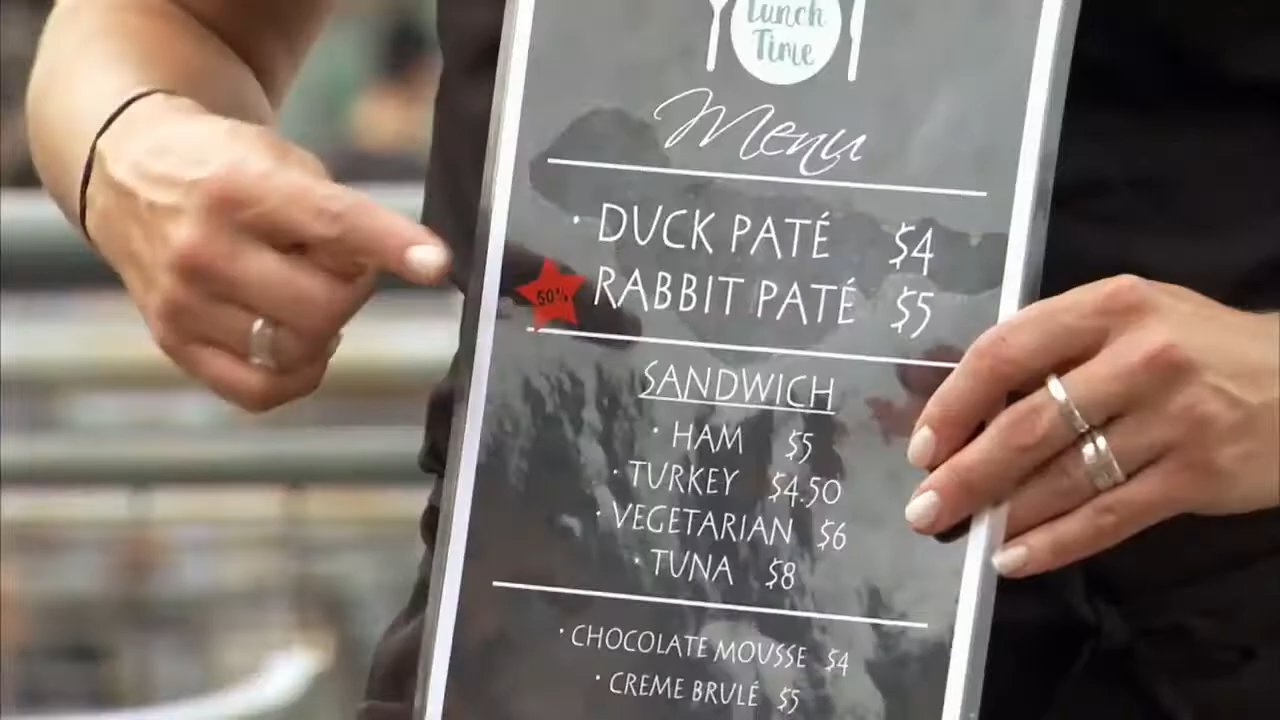 Lunch
Time
Menu
· DUCK PATÉ $4
50% RABBIT PATÉ $5
SANDWICH
· HAM $5
· TURKEY $4.50
· VEGETARIAN $6
· TUNA $8
· CHOCOLATE MOUSSE $4
· CREME BRULÉ $5